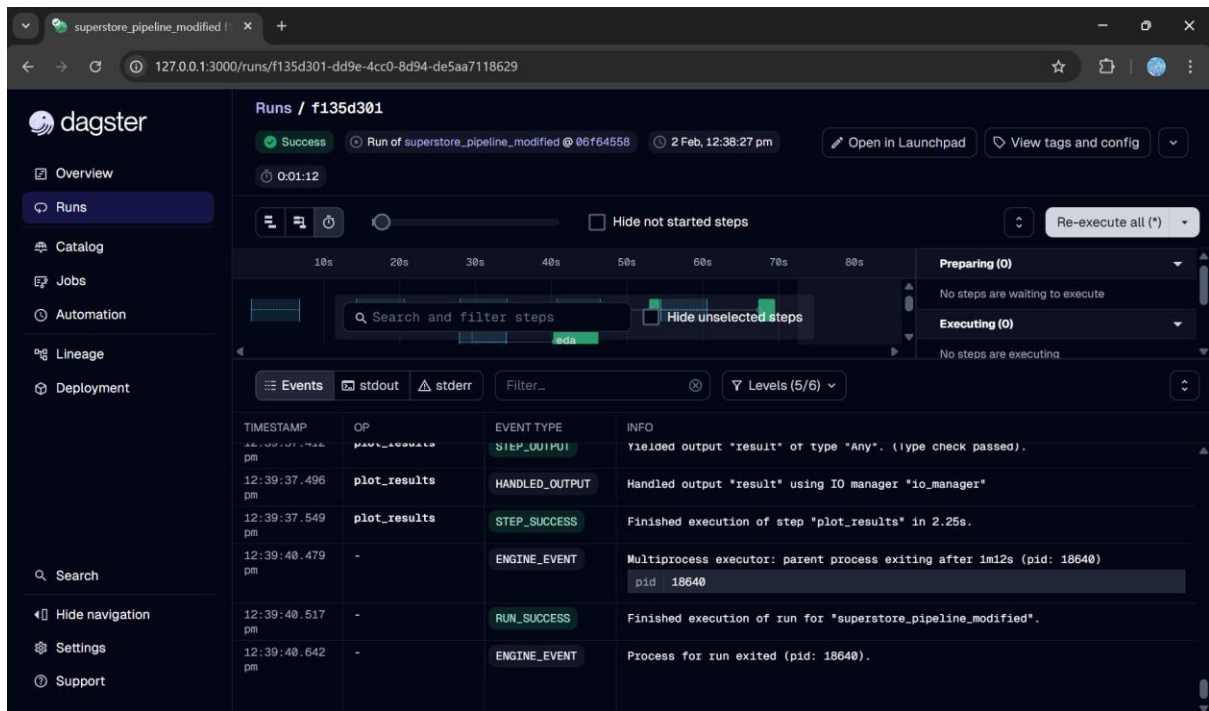 superstore_pipeline_modified f
127.0.0.1:3000/runs/f135d301-dd9e-4cc0-8d94-de5aa7118629
dagster
Overview
Runs
Catalog
Jobs
Automation
Lineage
Deployment
Search
Hide navigation
Settings
Support
Runs / f135d301
Success
Run of superstore_pipeline_modified @ 06f64558
2 Feb, 12:38:27 pm
Open in Launchpad
View tags and config
0:01:12
Hide not started steps
Re-execute all (*)
10s 20s 30s 40s 50s 60s 70s 80s
Preparing (0)
No steps are waiting to execute
Executing (0)
No steps are executing
Search and filter steps
Hide unselected steps
eda
Events stdout stderr
Filter…
Levels (5/6)
TIMESTAMP OP EVENT TYPE INFO
12:39:37.412 plot_results STEP_OUTPUT Yielded output "result" of type "Any". (Type check passed).
pm
12:39:37.496 plot_results HANDLED_OUTPUT Handled output "result" using IO manager "io_manager"
pm
12:39:37.549 plot_results STEP_SUCCESS Finished execution of step "plot_results" in 2.25s.
pm
12:39:40.479 - ENGINE_EVENT Multiprocess executor: parent process exiting after 1m12s (pid: 18640)
pm
pid 18640
12:39:40.517 - RUN_SUCCESS Finished execution of run for "superstore_pipeline_modified".
pm
12:39:40.642 - ENGINE_EVENT Process for run exited (pid: 18640).
pm